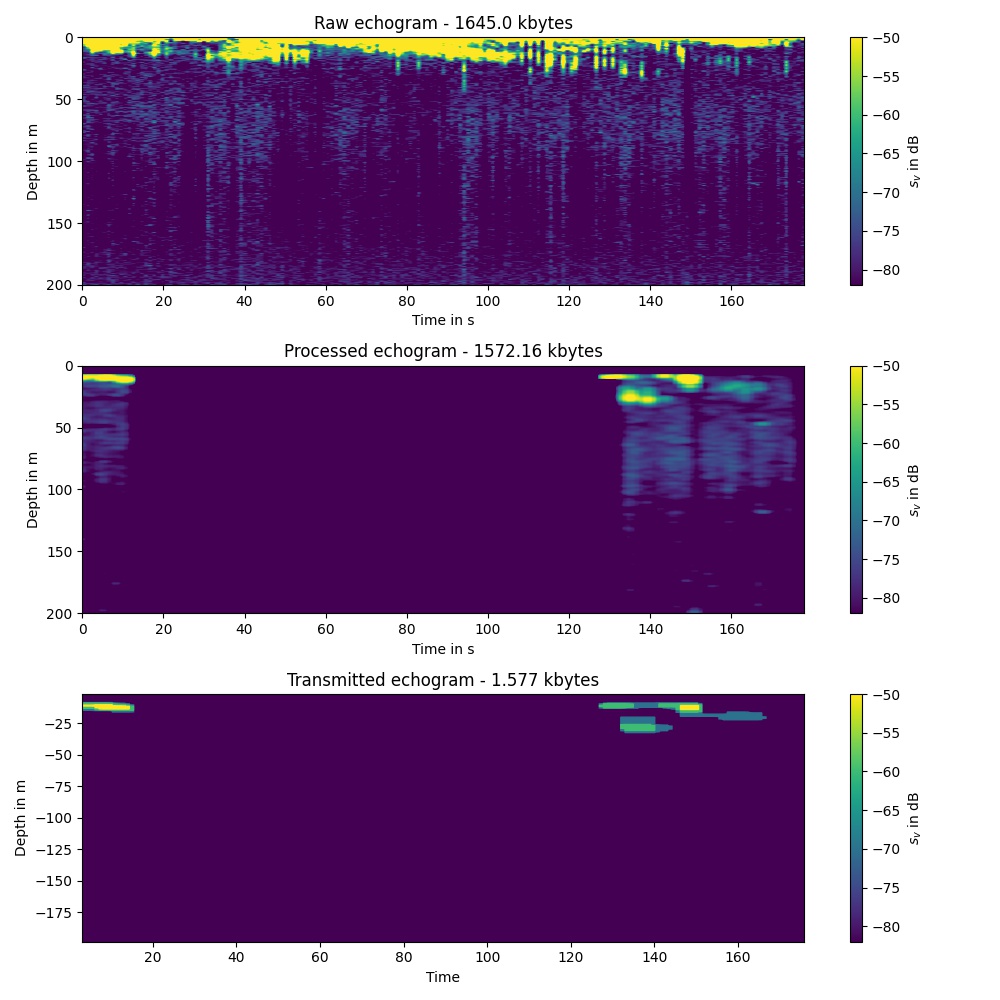 Raw echogram - 1645.0 kbytes
0
50
100
150
200
Depth in m
0 20 40 60 80 100 120 140 160
Time in s
−50
−55
−60
−65
−70
−75
−80
s_v in dB
Processed echogram - 1572.16 kbytes
0
50
100
150
200
Depth in m
0 20 40 60 80 100 120 140 160
Time in s
−50
−55
−60
−65
−70
−75
−80
s_v in dB
Transmitted echogram - 1.577 kbytes
−25
−50
−75
−100
−125
−150
−175
Depth in m
20 40 60 80 100 120 140 160
Time
−50
−55
−60
−65
−70
−75
−80
s_v in dB